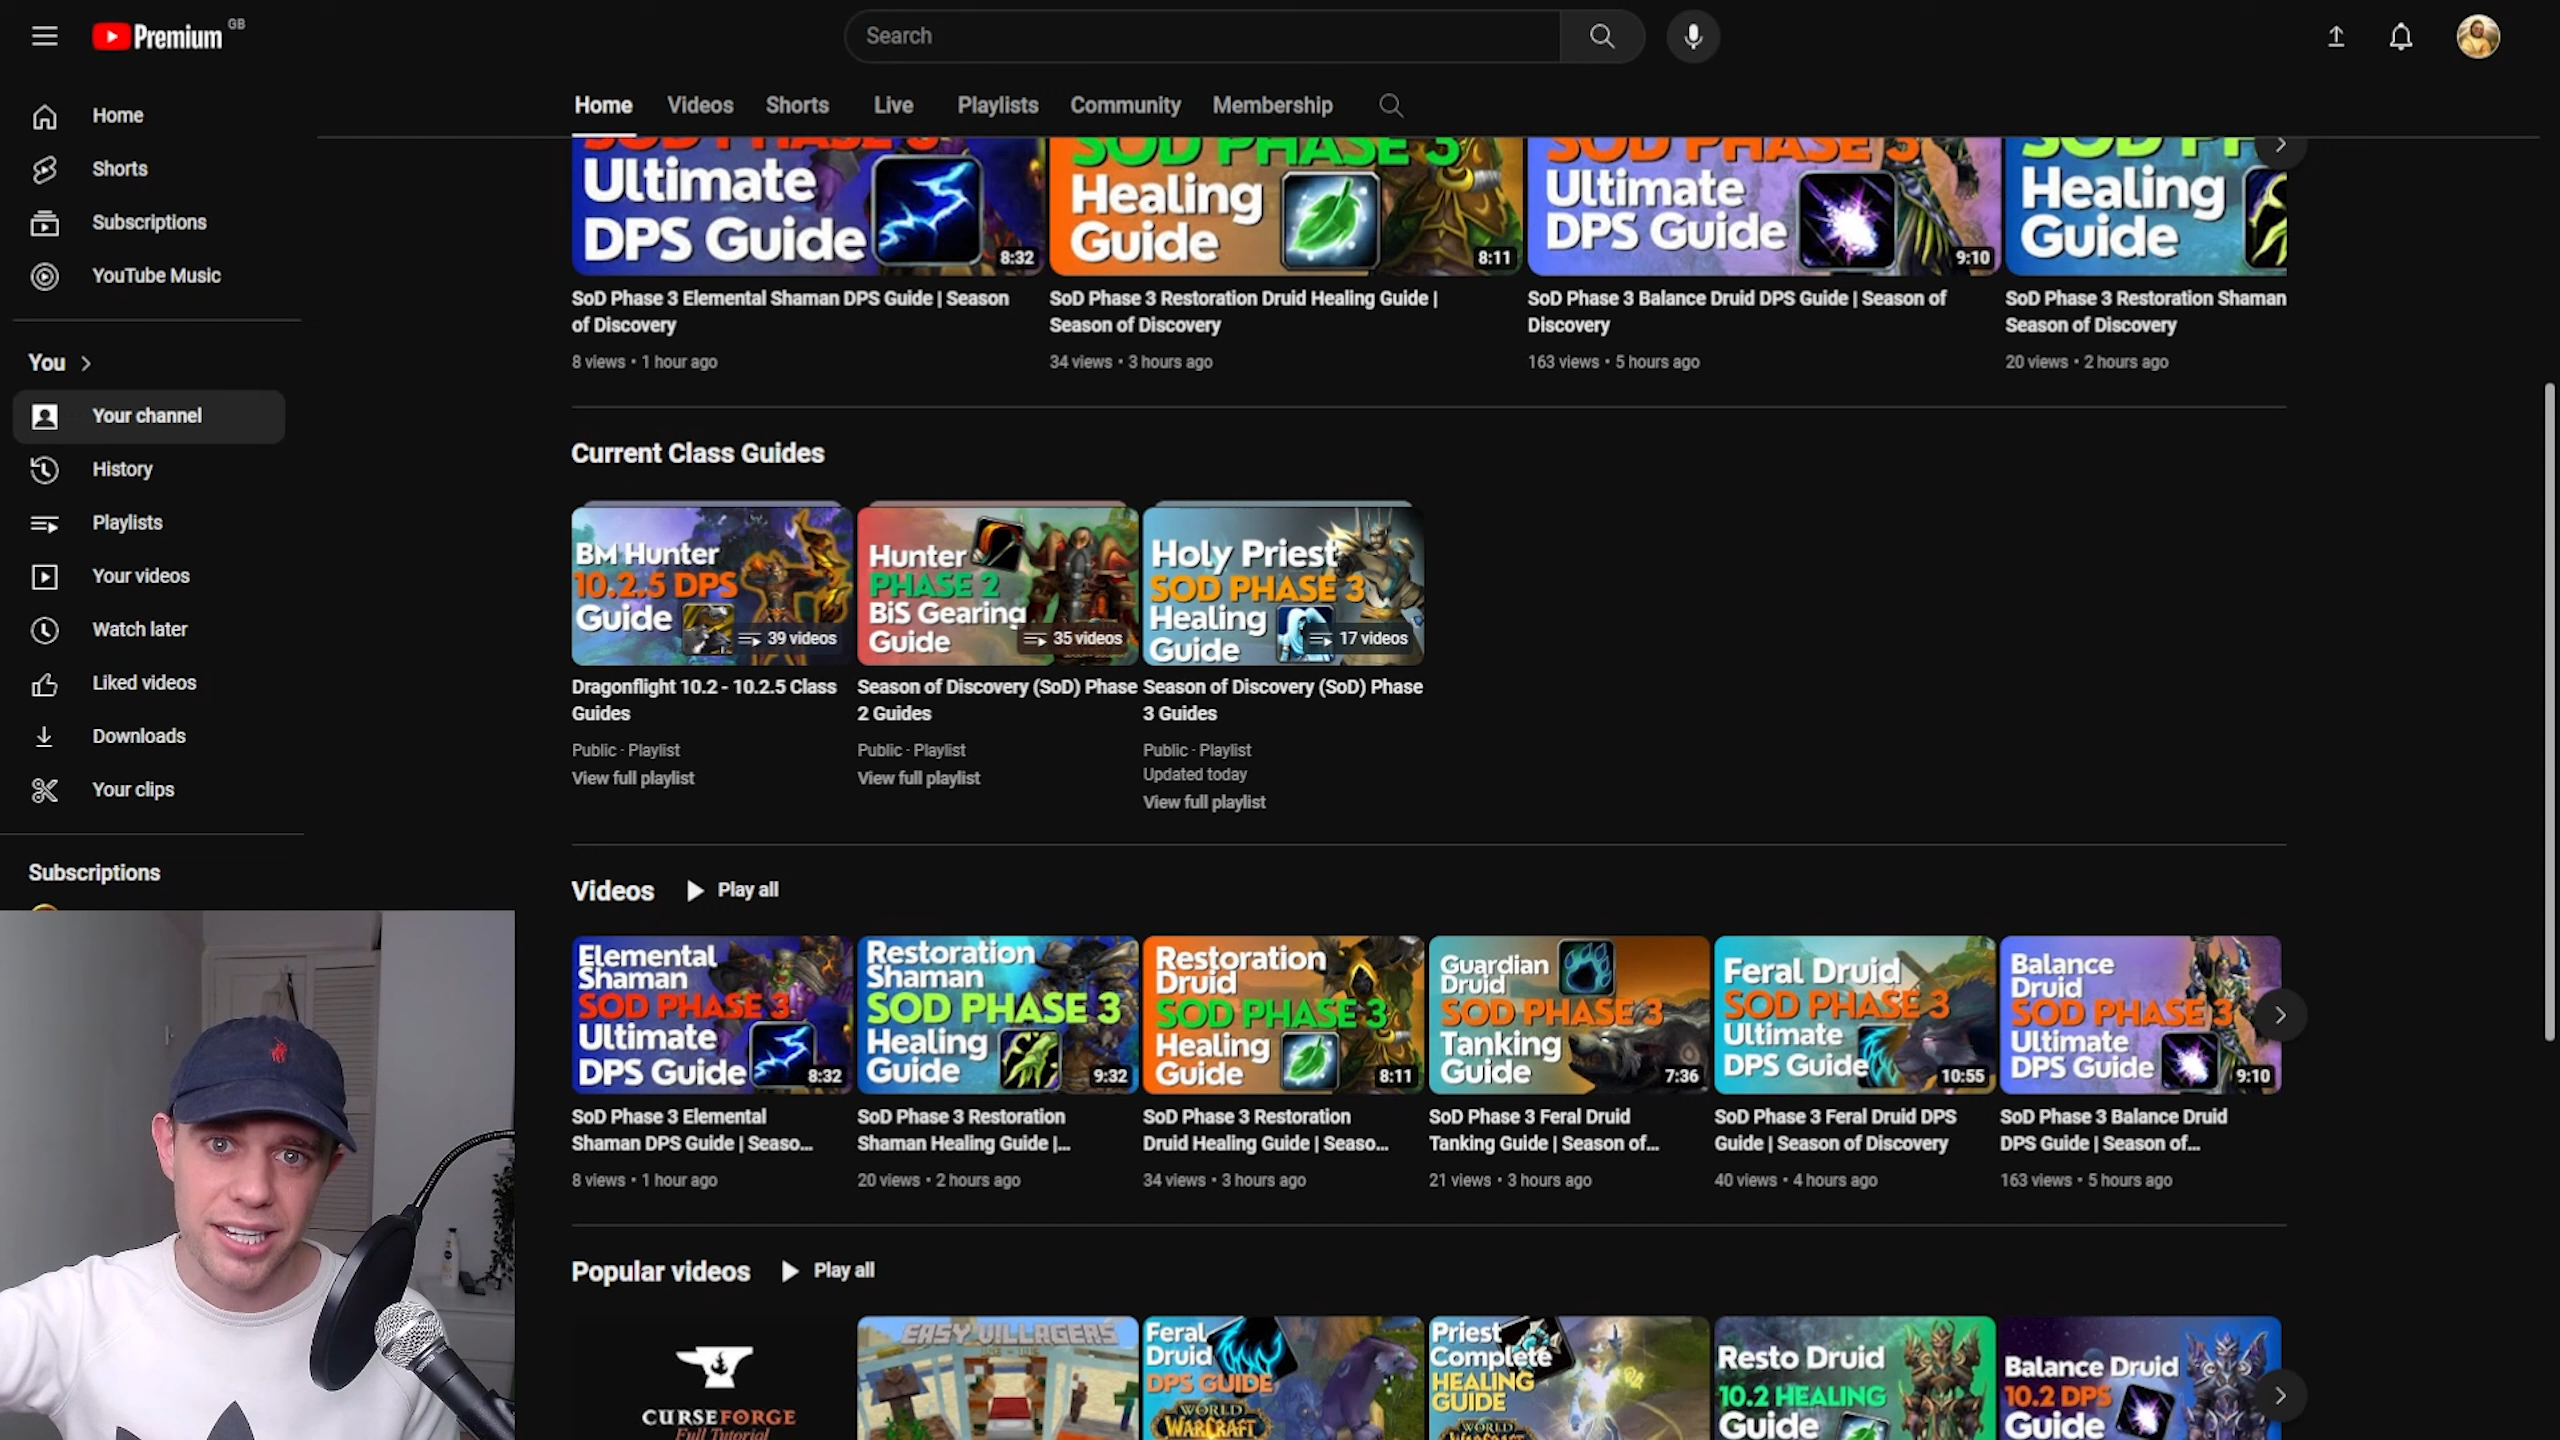 Premium GB
Search
Home
Shorts
Subscriptions
YouTube Music
You
Your channel
History
Playlists
Your videos
Watch later
Liked videos
Downloads
Your clips
Subscriptions
Home Videos Shorts Live Playlists Community Membership
SOD PHASE 3
Ultimate
DPS Guide
8:32
SoD Phase 3 Elemental Shaman DPS Guide | Season
of Discovery
8 views • 1 hour ago
SOD PHASE 3
Healing
Guide
8:11
SoD Phase 3 Restoration Druid Healing Guide |
Season of Discovery
34 views • 3 hours ago
SOD PHASE 3
Ultimate
DPS Guide
9:10
SoD Phase 3 Balance Druid DPS Guide | Season of
Discovery
163 views • 5 hours ago
Healing
Guide
SoD Phase 3 Restoration Shaman
Season of Discovery
20 views • 2 hours ago
Current Class Guides
BM Hunter
10.2.5 DPS
Guide
39 videos
Dragonflight 10.2 - 10.2.5 Class
Guides
Public · Playlist
View full playlist
Hunter
PHASE 2
BiS Gearing
Guide
35 videos
Season of Discovery (SoD) Phase
2 Guides
Public · Playlist
View full playlist
Holy Priest
SOD PHASE 3
Healing
Guide
17 videos
Season of Discovery (SoD) Phase
3 Guides
Public · Playlist
Updated today
View full playlist
Videos Play all
Elemental
Shaman
SOD PHASE 3
Ultimate
DPS Guide
8:32
SoD Phase 3 Elemental
Shaman DPS Guide | Seaso...
8 views • 1 hour ago
Restoration
Shaman
SOD PHASE 3
Healing
Guide
9:32
SoD Phase 3 Restoration
Shaman Healing Guide |...
20 views • 2 hours ago
Restoration
Druid
SOD PHASE 3
Healing
Guide
8:11
SoD Phase 3 Restoration
Druid Healing Guide | Seaso...
34 views • 3 hours ago
Guardian
Druid
SOD PHASE 3
Tanking
Guide
7:36
SoD Phase 3 Feral Druid
Tanking Guide | Season of...
21 views • 3 hours ago
Feral Druid
SOD PHASE 3
Ultimate
DPS Guide
10:55
SoD Phase 3 Feral Druid DPS
Guide | Season of Discovery
40 views • 4 hours ago
Balance
Druid
SOD PHASE 3
Ultimate
DPS Guide
9:10
SoD Phase 3 Balance Druid
DPS Guide | Season of...
163 views • 5 hours ago
Popular videos Play all
CURSEFORGE
Full Tutorial
EASY VILLAGERS
Feral
Druid
DPS GUIDE
WORLD
WARCRAFT
Priest
Complete
HEALING
GUIDE
WORLD
WARCRAFT
Resto Druid
10.2 HEALING
Guide
Balance Druid
10.2 DPS
Guide